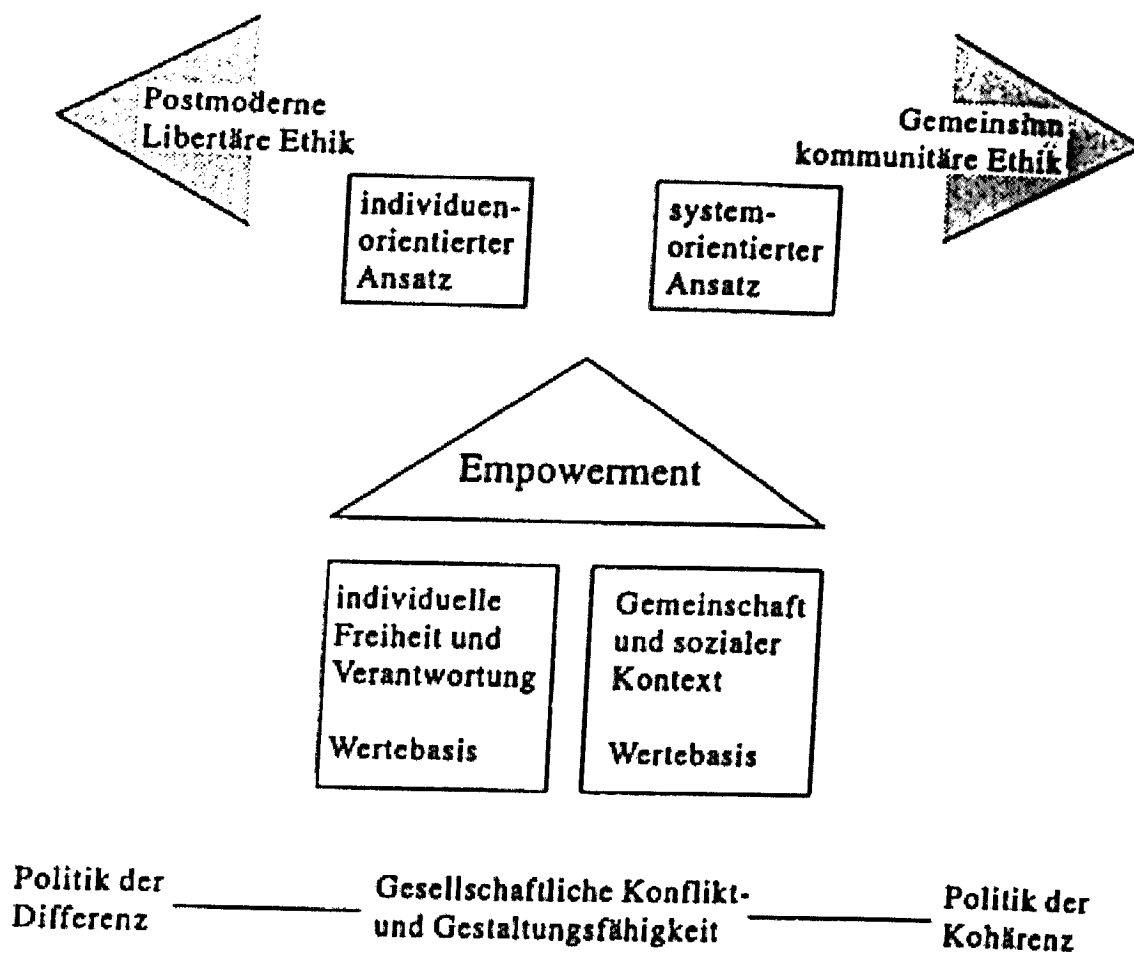 Postmoderne
Libertäre Ethik
Gemeinsinn
kommunitäre Ethik
individuen-
orientierter
Ansatz
system-
orientierter
Ansatz
Empowerment
individuelle
Freiheit und
Verantwortung
Wertebasis
Gemeinschaft
und sozialer
Kontext
Wertebasis
Politik der
Differenz
Gesellschaftliche Konflikt-
und Gestaltungsfähigkeit
Politik der
Kohärenz